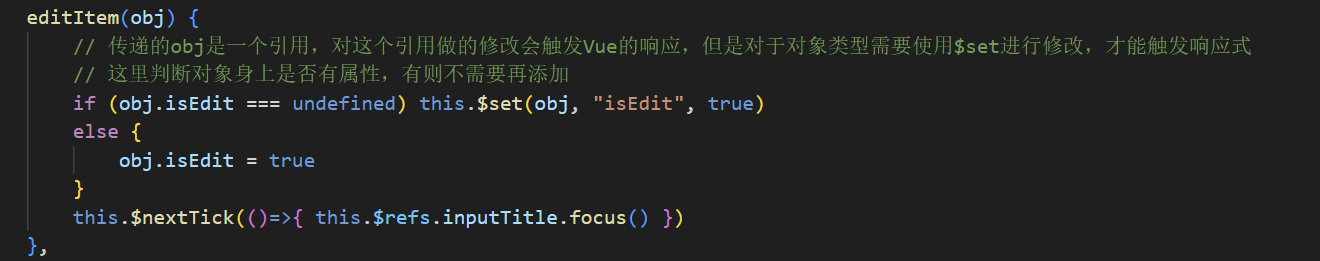 editItem(obj) {
// 传递的obj是一个引用，对这个引用做的修改会触发Vue的响应，但是对于对象类型需要使用$set进行修改，才能触发响应式
// 这里判断对象身上是否有属性，有则不需要再添加
if (obj.isEdit === undefined) this.$set(obj, "isEdit", true)
else {
obj.isEdit = true
}
this.$nextTick(()=>{ this.$refs.inputTitle.focus() })
},